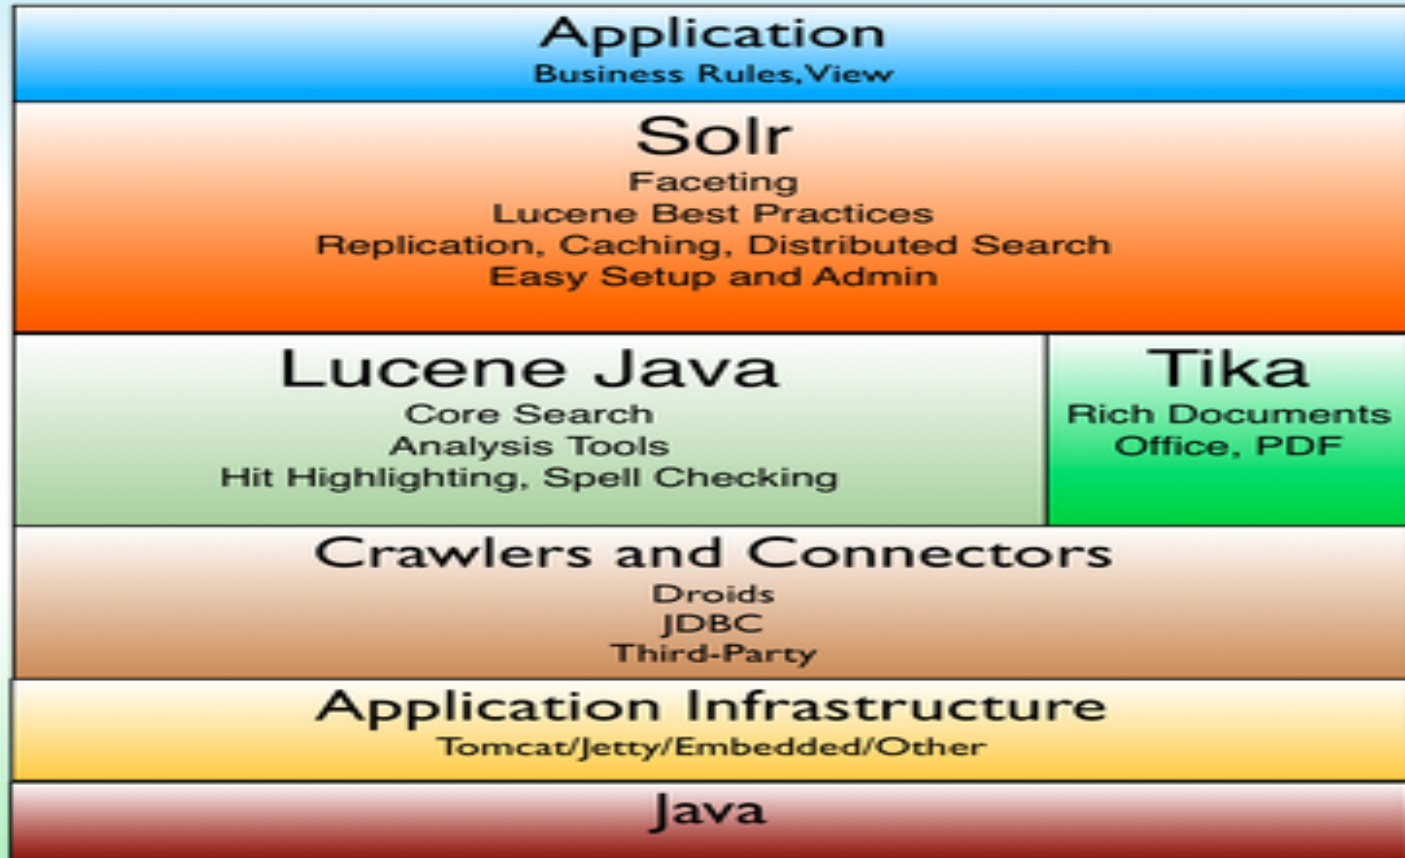 Application
Business Rules,View
Solr
Faceting
Lucene Best Practices
Replication, Caching, Distributed Search
Easy Setup and Admin
Lucene Java
Core Search
Analysis Tools
Hit Highlighting, Spell Checking
Tika
Rich Documents
Office, PDF
Crawlers and Connectors
Droids
JDBC
Third-Party
Application Infrastructure
Tomcat/Jetty/Embedded/Other
Java